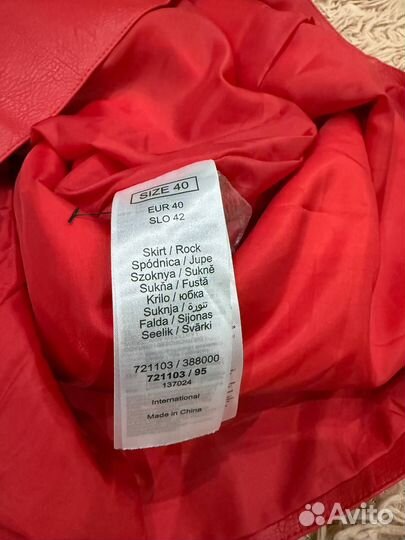 SIZE 40
EUR 40
SLO 42
Skirt / Rock
Spódnica / Jupe
Szoknya / Sukně
Sukňa / Fustă
Krilo / юбка
Suknja / تنورة
Falda / Sijonas
Seelik / Svārki
721103 / 388000
721103 / 95
137024
International
Made in China
Avito